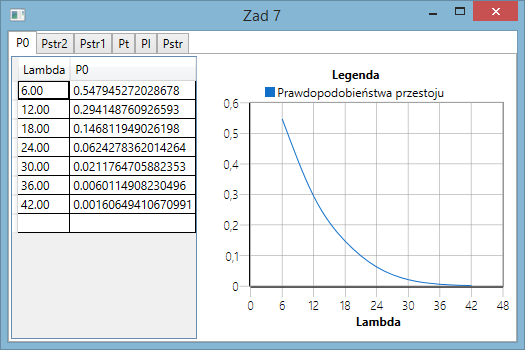 Zad 7
P0 Pstr2 Pstr1 Pt Pl Pstr
Lambda P0
6.00 0.547945272028678
12.00 0.294148760926593
18.00 0.146811949026198
24.00 0.0624278362014264
30.00 0.0211764705882353
36.00 0.0060114908230496
42.00 0.00160649410670991
Legenda
Prawdopodobieństwa przestoju
0,6
0,5
0,4
0,3
0,2
0,1
0
0 6 12 18 24 30 36 42 48
Lambda